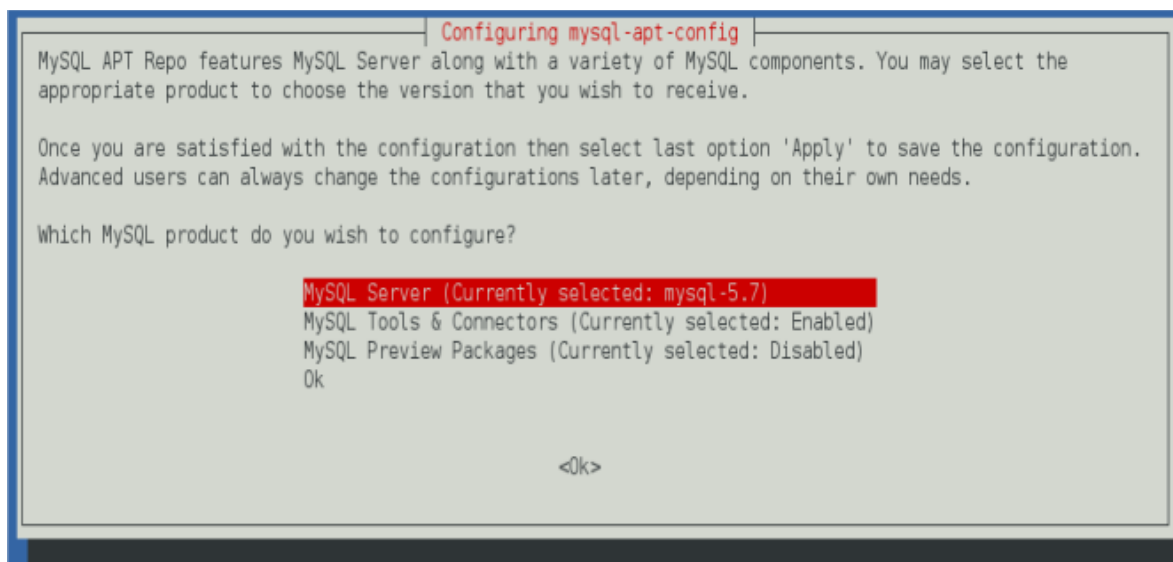 Configuring mysql-apt-config
MySQL APT Repo features MySQL Server along with a variety of MySQL components. You may select the
appropriate product to choose the version that you wish to receive.
Once you are satisfied with the configuration then select last option 'Apply' to save the configuration.
Advanced users can always change the configurations later, depending on their own needs.
Which MySQL product do you wish to configure?
MySQL Server (Currently selected: mysql-5.7)
MySQL Tools & Connectors (Currently selected: Enabled)
MySQL Preview Packages (Currently selected: Disabled)
Ok
<Ok>